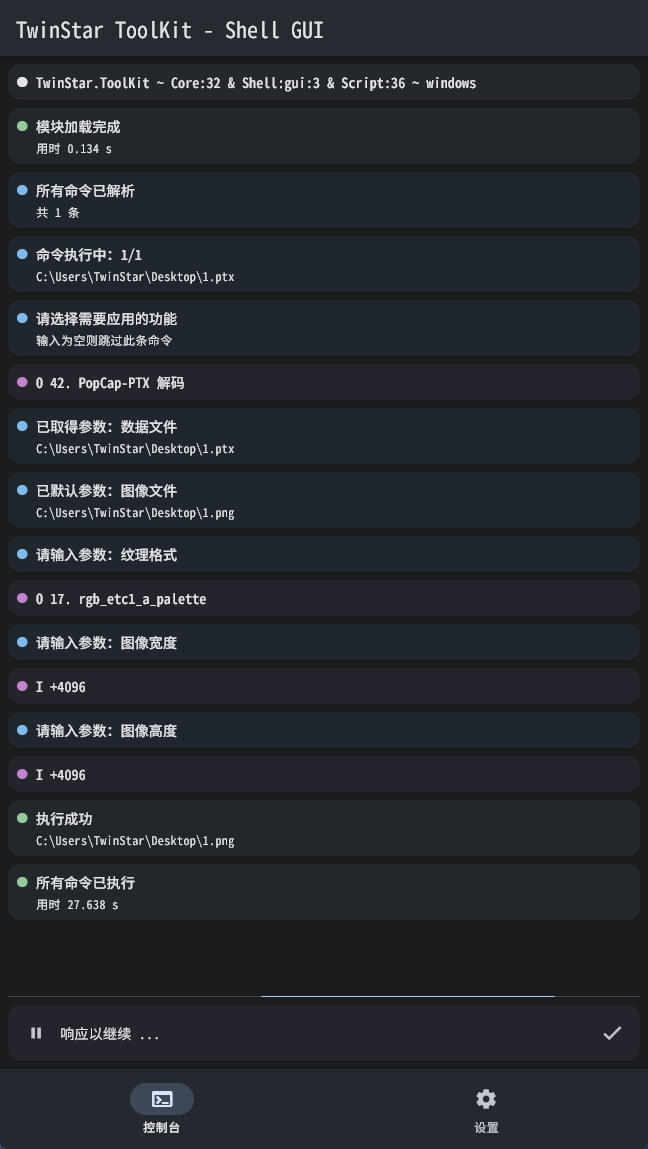 TwinStar ToolKit - Shell GUI
TwinStar.ToolKit ~ Core:32 & Shell:gui:3 & Script:36 ~ windows
模块加载完成
用时 0.134 s
所有命令已解析
共 1 条
命令执行中：1/1
C:\Users\TwinStar\Desktop\1.ptx
请选择需要应用的功能
输入为空则跳过此条命令
O 42. PopCap-PTX 解码
已取得参数：数据文件
C:\Users\TwinStar\Desktop\1.ptx
已默认参数：图像文件
C:\Users\TwinStar\Desktop\1.png
请输入参数：纹理格式
O 17. rgb_etc1_a_palette
请输入参数：图像宽度
I +4096
请输入参数：图像高度
I +4096
执行成功
C:\Users\TwinStar\Desktop\1.png
所有命令已执行
用时 27.638 s
响应以继续 ...
控制台
设置